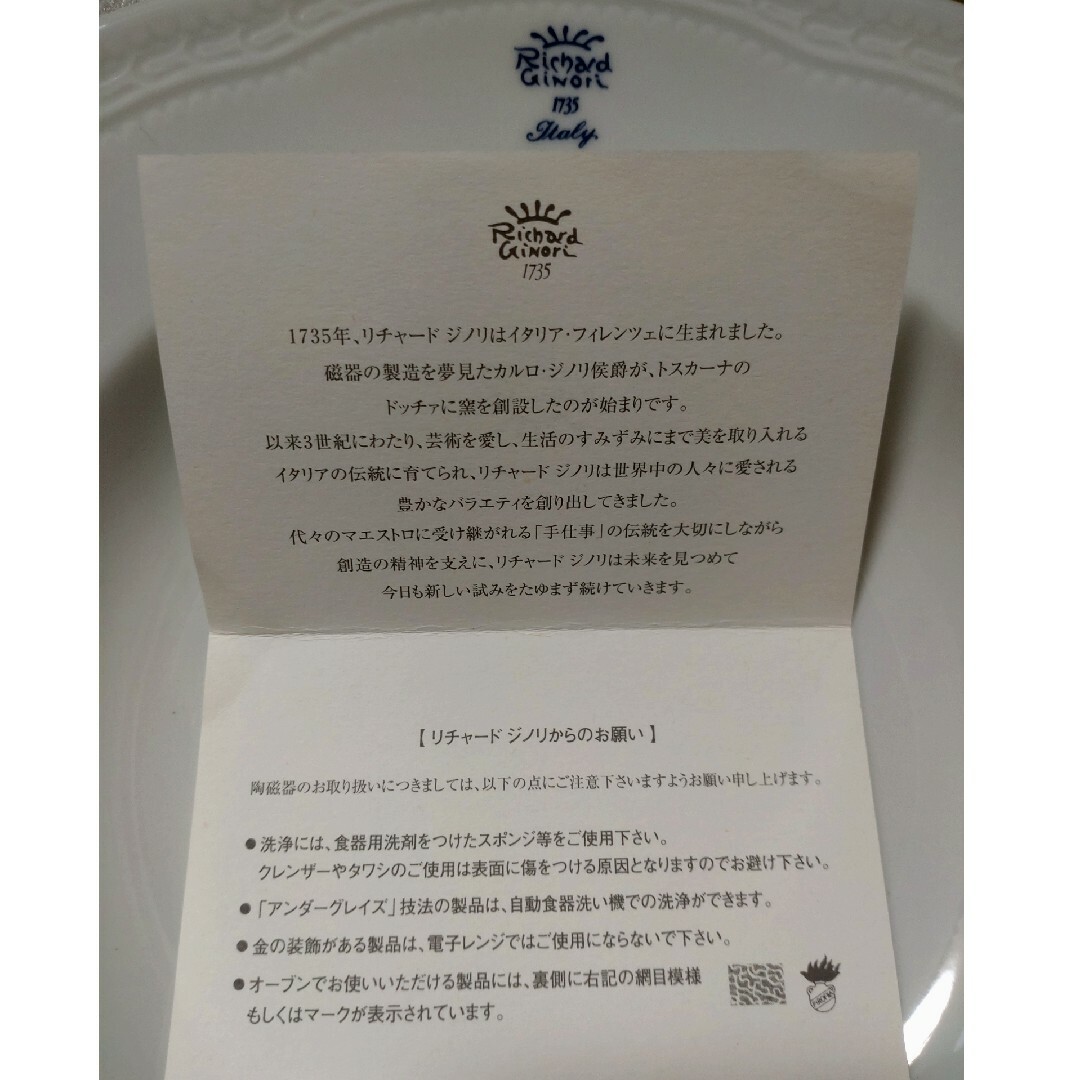 Richard
Ginori
1735
Italy
Richard
Ginori
1735
1735年、リチャード ジノリはイタリア・フィレンツェに生まれました。
磁器の製造を夢見たカルロ・ジノリ侯爵が、トスカーナの
ドッチァに窯を創設したのが始まりです。
以来3世紀にわたり、芸術を愛し、生活のすみずみにまで美を取り入れる
イタリアの伝統に育てられ、リチャード ジノリは世界中の人々に愛される
豊かなバラエティを創り出してきました。
代々のマエストロに受け継がれる「手仕事」の伝統を大切にしながら
創造の精神を支えに、リチャード ジノリは未来を見つめて
今日も新しい試みをたゆまず続けていきます。
【 リチャード ジノリからのお願い 】
陶磁器のお取り扱いにつきましては、以下の点にご注意下さいますようお願い申し上げます。
● 洗浄には、食器用洗剤をつけたスポンジ等をご使用下さい。
クレンザーやタワシのご使用は表面に傷をつける原因となりますのでお避け下さい。
● 「アンダーグレイズ」技法の製品は、自動食器洗い機での洗浄ができます。
● 金の装飾がある製品は、電子レンジではご使用にならないで下さい。
● オーブンでお使いいただける製品には、裏側に右記の網目模様
もしくはマークが表示されています。